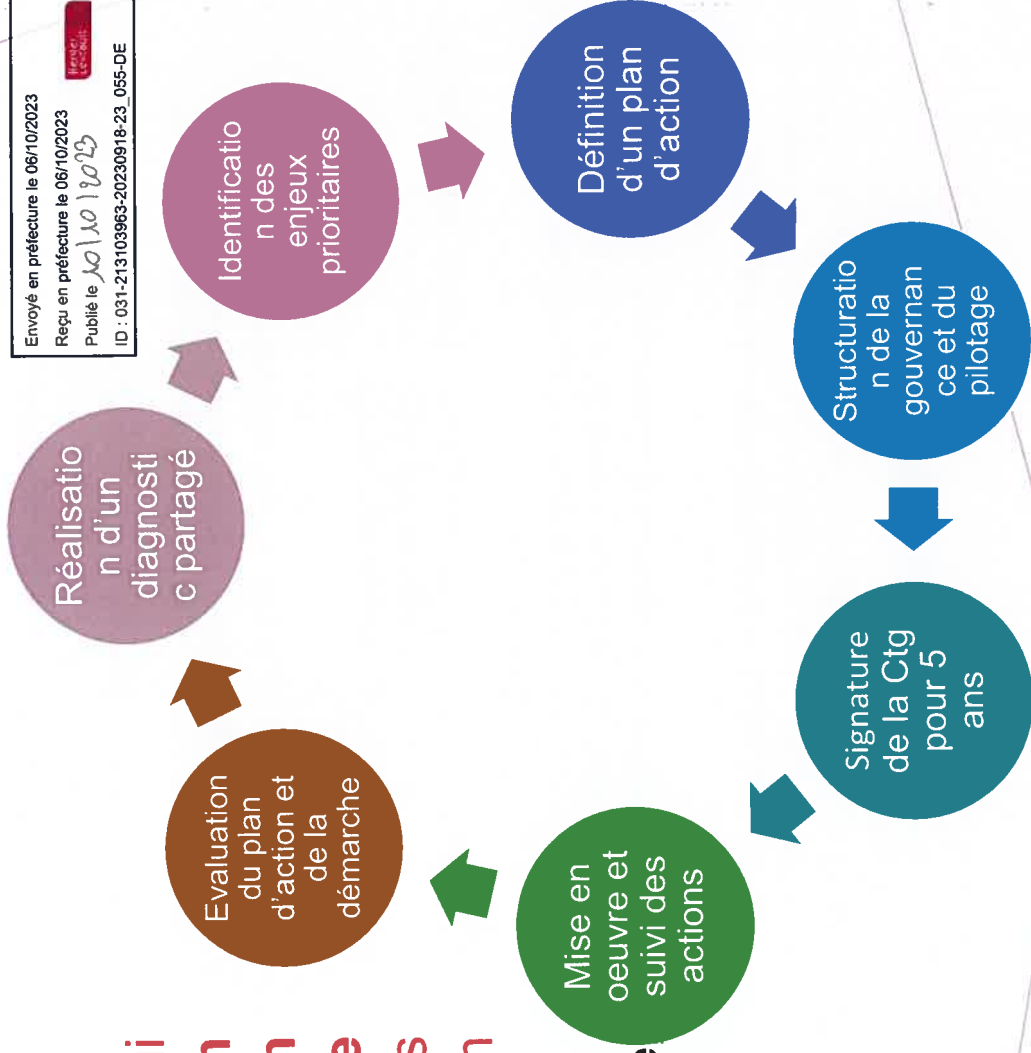 Envoyé en préfecture le 06/10/2023
Reçu en préfecture le 06/10/2023
Publié le 10/10/2023
ID : 031-213103963-20230918-23_055-DE
Réalisatio
n d'un
diagnosti
c partagé
Identificatio
n des
enjeux
prioritaires
Définition
d'un plan
d'action
Structuratio
n de la
gouvernan
ce et du
pilotage
Signature
de la Ctg
pour 5
ans
Mise en
oeuvre et
suivi des
actions
Evaluation
du plan
d'action et
de la
démarche